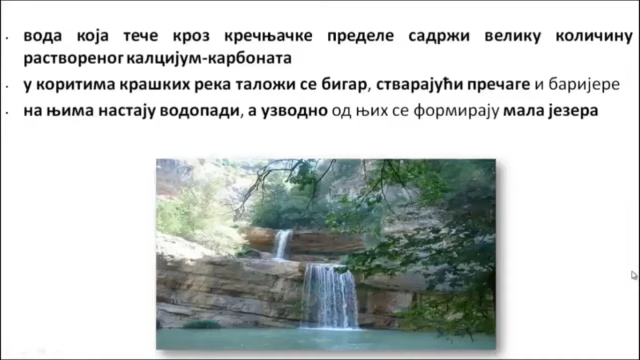 вода која тече кроз кречњачке пределе садржи велику количину
раствореног калцијум-карбоната
у коритима крашких река таложи се бигар, стварајући пречаге и баријере
на њима настају водопади, а узводно од њих се формирају мала језера